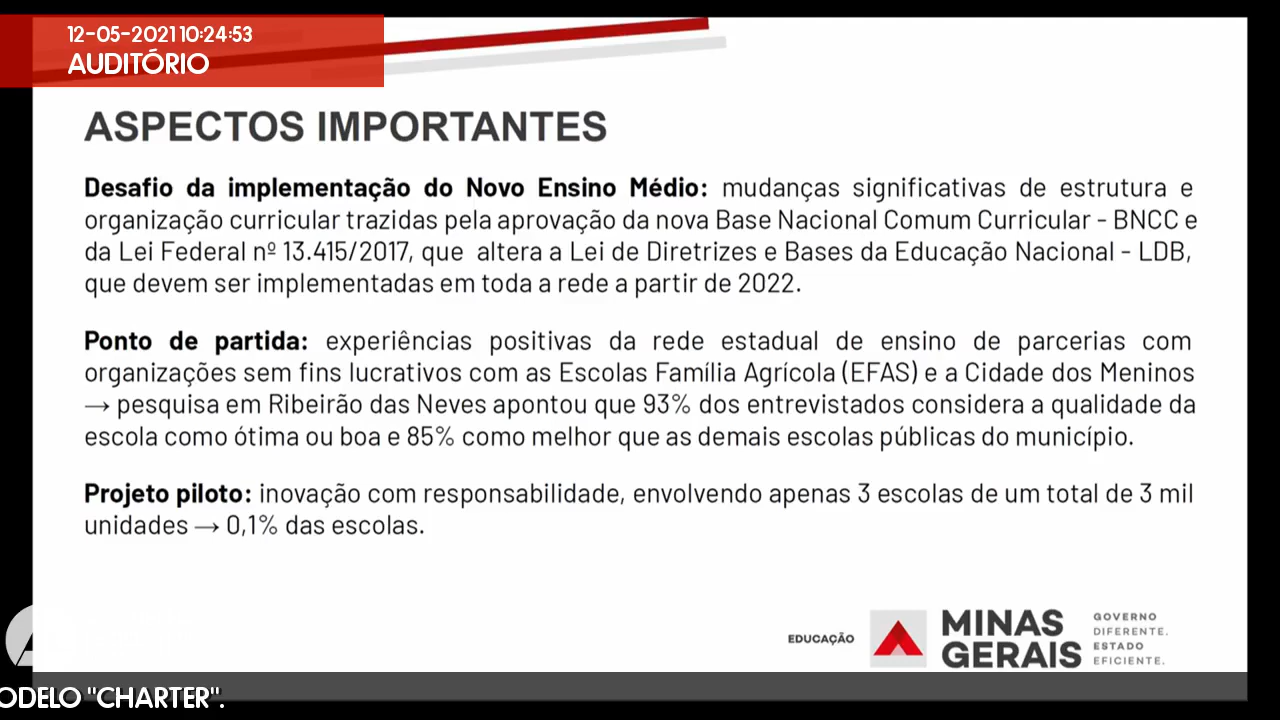 12-05-2021 10:24:53
AUDITÓRIO
ASPECTOS IMPORTANTES
Desafio da implementação do Novo Ensino Médio: mudanças significativas de estrutura e
organização curricular trazidas pela aprovação da nova Base Nacional Comum Curricular - BNCC e
da Lei Federal nº 13.415/2017, que altera a Lei de Diretrizes e Bases da Educação Nacional - LDB,
que devem ser implementadas em toda a rede a partir de 2022.
Ponto de partida: experiências positivas da rede estadual de ensino de parcerias com
organizações sem fins lucrativos com as Escolas Família Agrícola (EFAS) e a Cidade dos Meninos
→ pesquisa em Ribeirão das Neves apontou que 93% dos entrevistados considera a qualidade da
escola como ótima ou boa e 85% como melhor que as demais escolas públicas do município.
Projeto piloto: inovação com responsabilidade, envolvendo apenas 3 escolas de um total de 3 mil
unidades → 0,1% das escolas.
EDUCAÇÃO
MINAS
GERAIS
GOVERNO
DIFERENTE.
ESTADO
EFICIENTE.
ODELO "CHARTER".